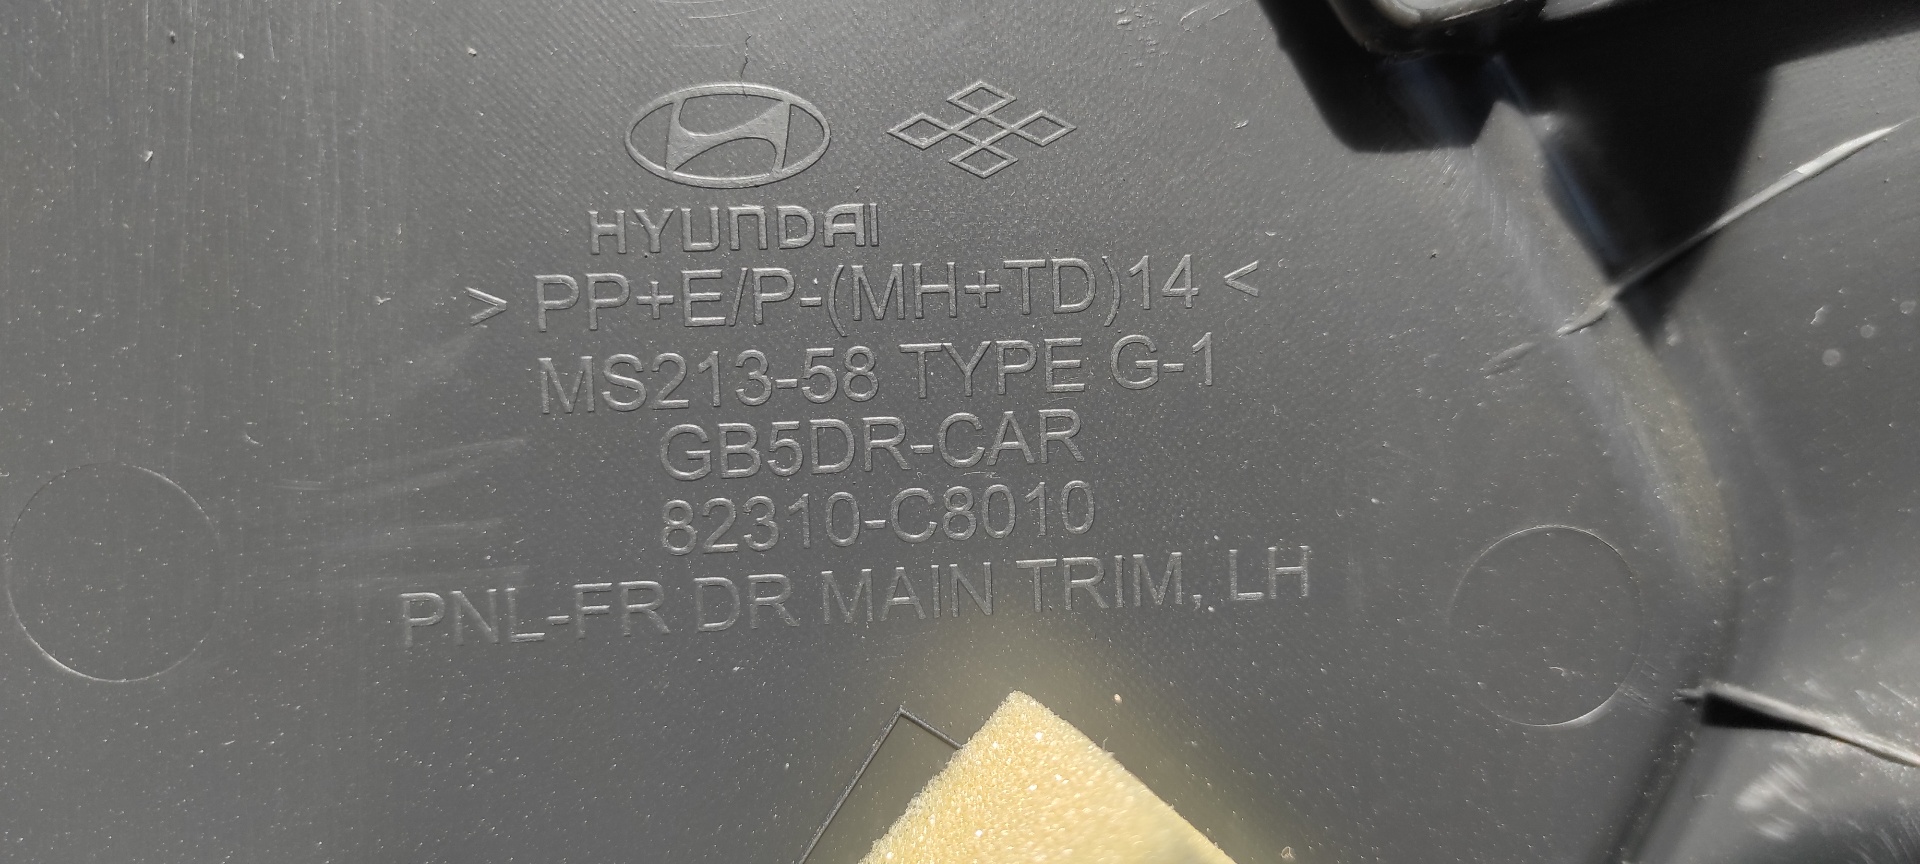 HYUNDAI
> PP+E/P-(MH+TD)14 <
MS213-58 TYPE G-1
GB5DR-CAR
82310-C8010
PNL-FR DR MAIN TRIM, LH